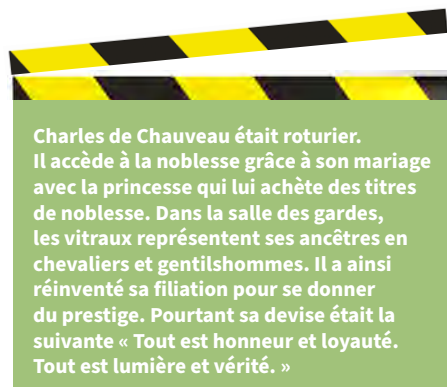 Charles de Chauveau était roturier.
Il accède à la noblesse grâce à son mariage
avec la princesse qui lui achète des titres
de noblesse. Dans la salle des gardes,
les vitraux représentent ses ancêtres en
chevaliers et gentilshommes. Il a ainsi
réinventé sa filiation pour se donner
du prestige. Pourtant sa devise était la
suivante « Tout est honneur et loyauté.
Tout est lumière et vérité. »